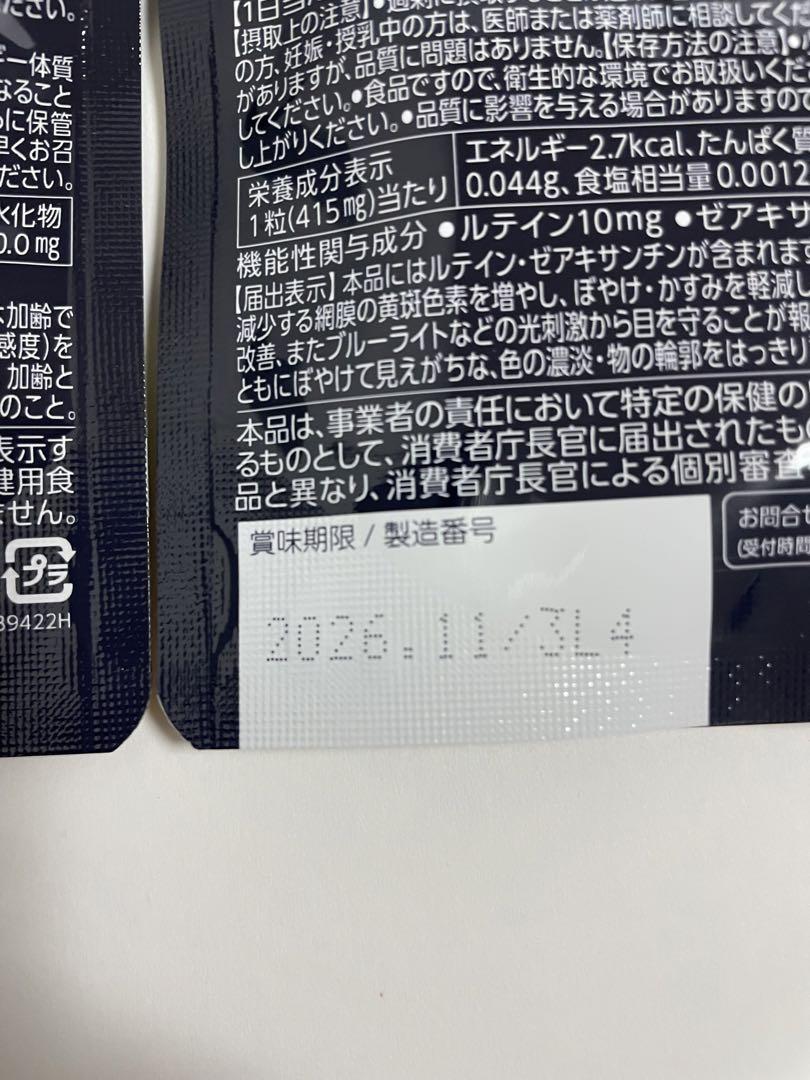 ださい。
ギー体質
なること
に保管
早くお召
ださい。
水化物
0.0㎎
加齢で
感度)を
加齢と
のこと。
表示す
健用食
ません。
プラ
39422H
【摂取上の注意】●過剰に摂取する
の方、妊娠・授乳中の方は、医師または薬剤師に相談してくだ
がありますが、品質に問題はありません。【保存方法の注意】●
してください。●食品ですので、衛生的な環境でお取扱いくだ
し上がりください。●品質に影響を与える場合がありますので
栄養成分表示
1粒(415㎎)当たり
エネルギー2.7kcal、たんぱく質
0.044g、食塩相当量0.0012
機能性関与成分 ●ルテイン10mg ●ゼアキサ
【届出表示】本品にはルテイン・ゼアキサンチンが含まれます
減少する網膜の黄斑色素を増やし、ぼやけ・かすみを軽減し
改善、またブルーライトなどの光刺激から目を守ることが報
ともにぼやけて見えがちな、色の濃淡・物の輪郭をはっきり
本品は、事業者の責任において特定の保健の
るものとして、消費者庁長官に届出されたもの
品と異なり、消費者庁長官による個別審査
賞味期限 / 製造番号
2026.11/3L4
お問合せ
(受付時間